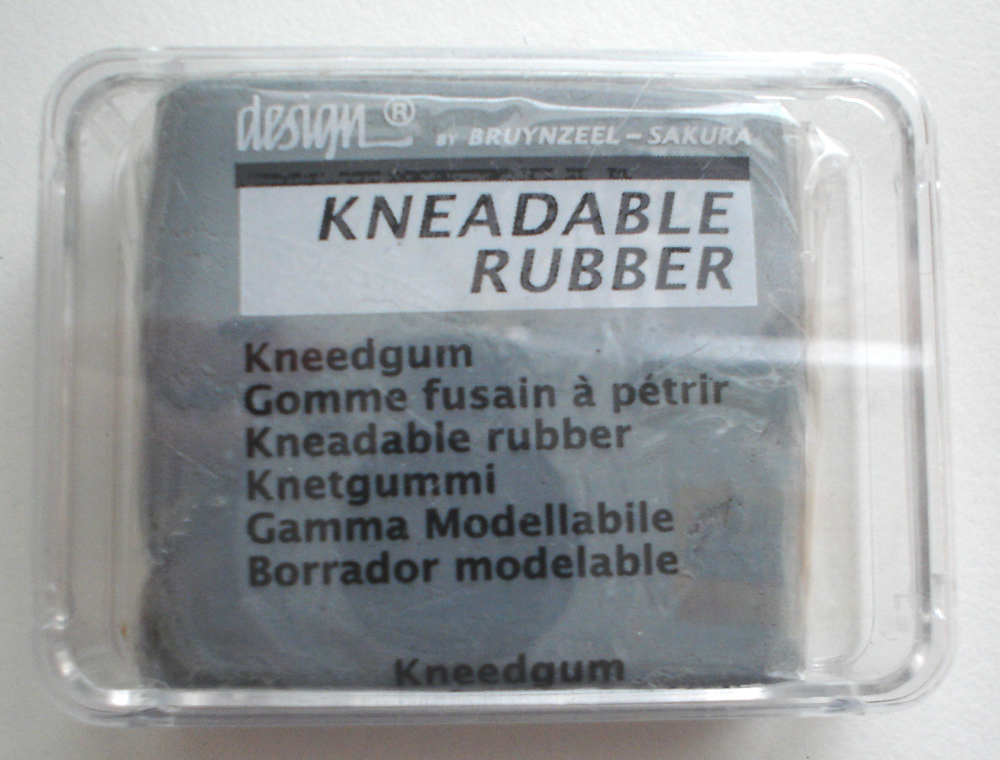 design® BY BRUYNZEEL – SAKURA
KNEADABLE
RUBBER
Kneedgum
Gomme fusain à pétrir
Kneadable rubber
Knetgummi
Gamma Modellabile
Borrador modelable
Kneedgum